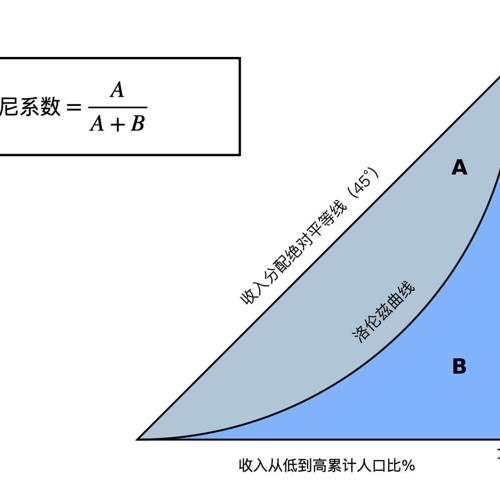 尼系数 = A / (A + B)
A
收入分配绝对平等线（45°）
洛伦兹曲线
B
收入从低到高累计人口比%